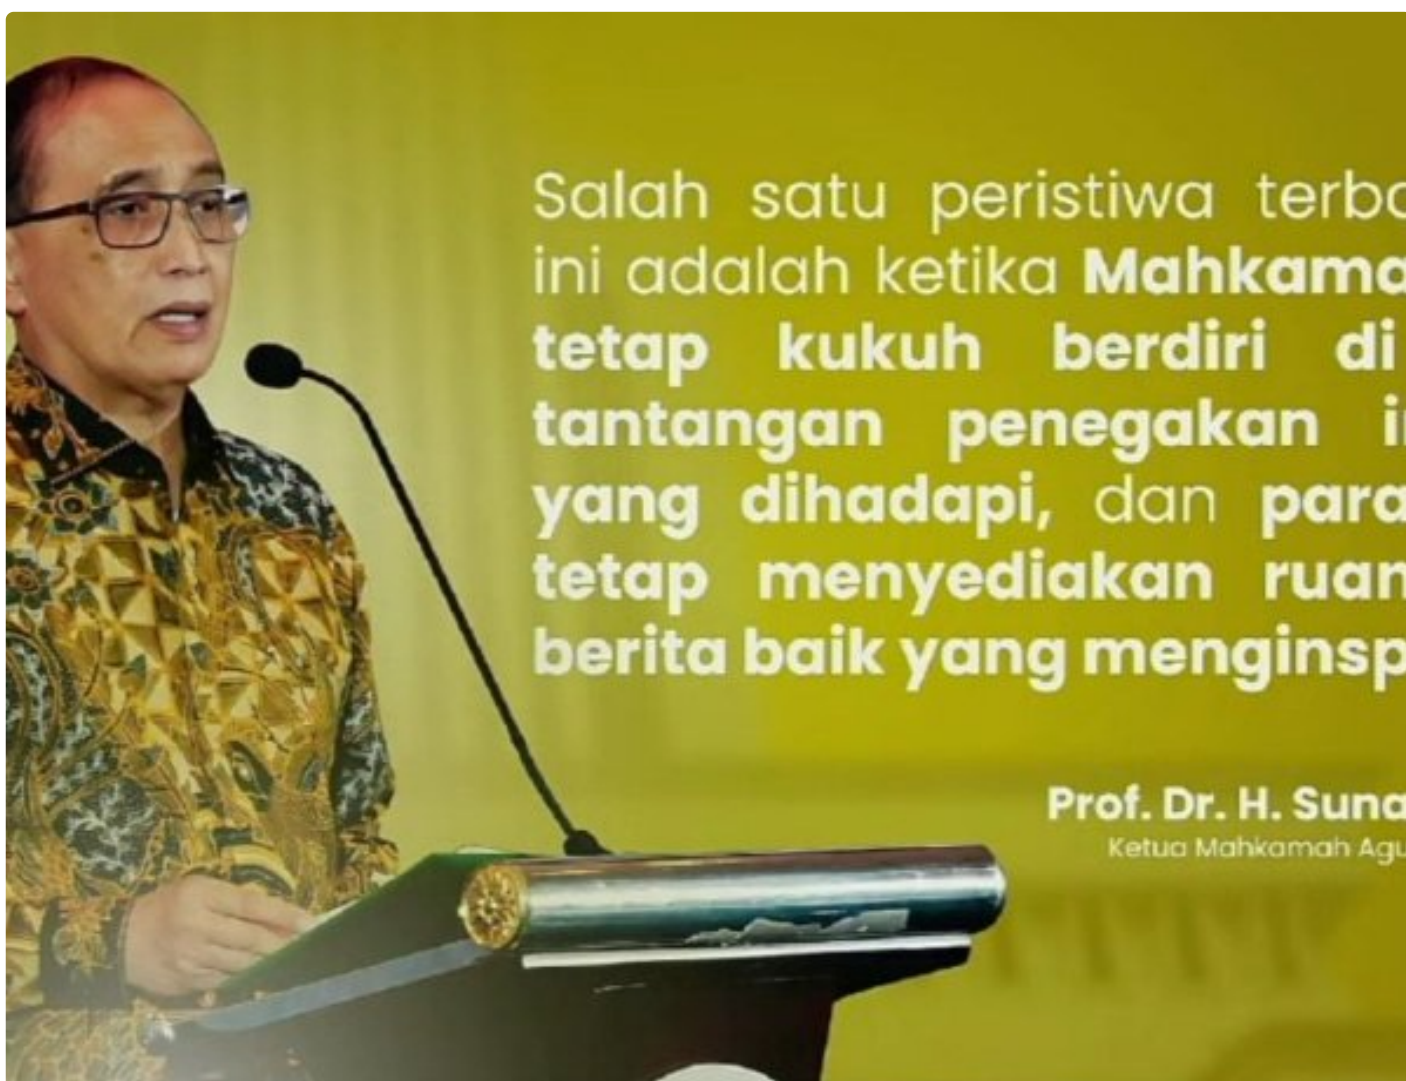 Salah satu peristiwa terba
ini adalah ketika Mahkama
tetap kukuh berdiri di
tantangan penegakan i
yang dihadapi, dan para
tetap menyediakan ruan
berita baik yang menginsp
Prof. Dr. H. Suna
Ketua Mahkamah Agu